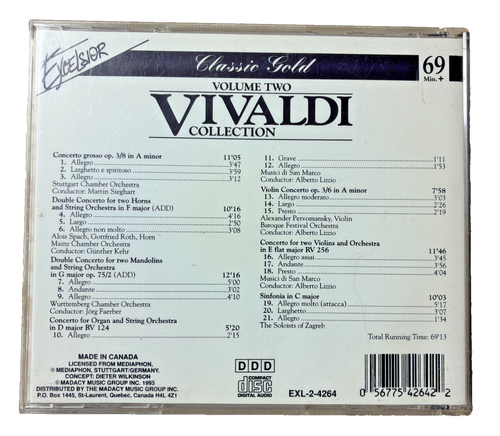 EXCELSIOR
Classic Gold
69
Min. +
VOLUME TWO
VIVALDI
COLLECTION
Concerto grosso op. 3/8 in A minor 11'05
1. Allegro 3'47
2. Larghetto e spiritoso 3'59
3. Allegro 3'12
Stuttgart Chamber Orchestra
Conductor: Martin Sieghart
Double Concerto for two Horns
and String Orchestra in F major (ADD) 10'16
4. Allegro 4'16
5. Largo 2'50
6. Allegro non molto 3'08
Alois Spach, Gottfried Roth, Horn
Mainz Chamber Orchestra
Conductor: Günther Kehr
Double Concerto for two Mandolins
and String Orchestra
in G major op. 75/2 (ADD) 12'16
7. Allegro 5'00
8. Andante 3'02
9. Allegro 4'10
Wurttemberg Chamber Orchestra
Conductor: Jörg Faerber
Concerto for Organ and String Orchestra
in D major RV 124 5'20
10. Allegro 2'15
11. Grave 1'11
12. Allegro 1'53
Musici di San Marco
Conductor: Alberto Lizzio
Violin Concerto op. 3/6 in A minor 7'58
13. Allegro moderato 3'03
14. Largo 2'26
15. Presto 2'19
Alexander Pervomansky, Violin
Baroque Festival Orchestra
Conductor: Alberto Lizzio
Concerto for two Violins and Orchestra
in E flat major RV 256 11'46
16. Allegro assai 3'45
17. Andante 3'56
18. Presto 4'04
Musici di San Marco
Conductor: Alberto Lizzio
Sinfonia in C major 10'03
19. Allegro molto (attacca) 5'17
20. Larghetto 3'07
21. Allegro 1'34
The Soloists of Zagreb
Total Running Time: 69'13
MADE IN CANADA
LICENSED FROM MEDIAPHON,
℗ MEDIAPHON, STUTTGART/GERMANY.
CONCEPT: DIETER WILKINSON
℗ MADACY MUSIC GROUP INC. 1993
DISTRIBUTED BY THE MADACY MUSIC GROUP INC.
P.O. Box 1445, St-Laurent, Quebec, Canada H4L 4Z1
DDD
COMPACT
disc
DIGITAL AUDIO
EXL-2-4264
0 56775 42642 2